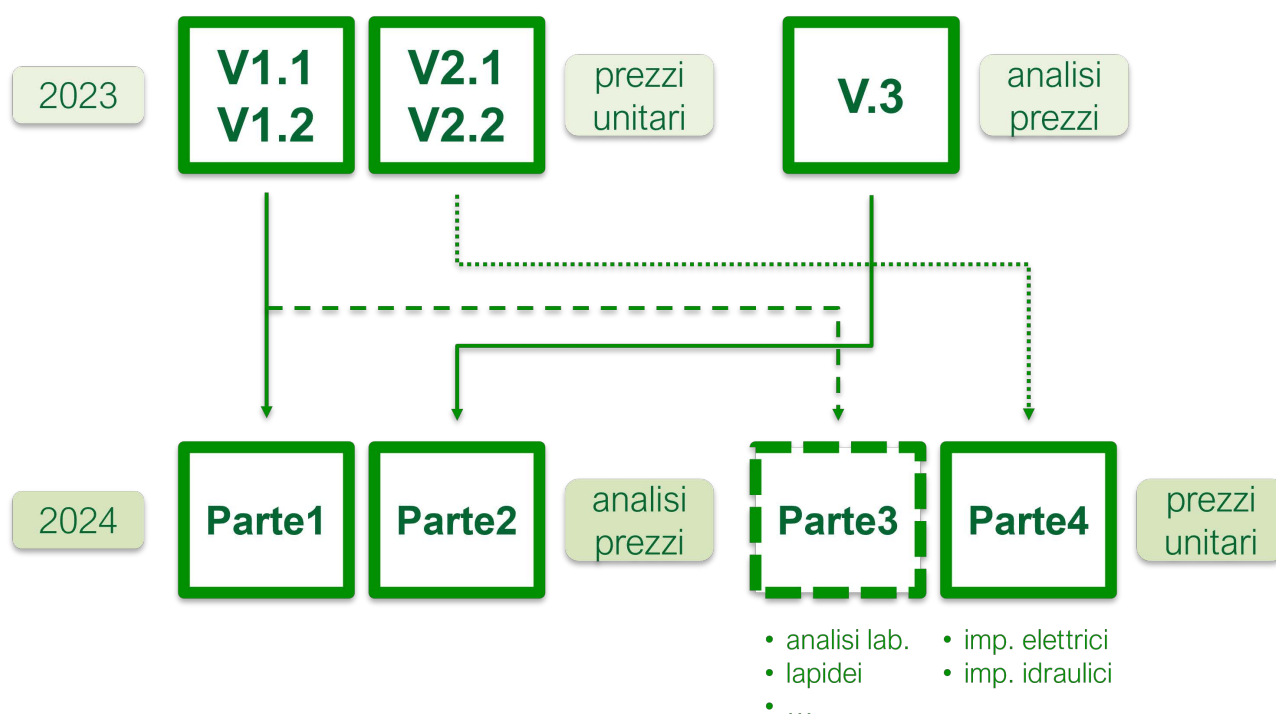 2023
V1.1
V1.2
V2.1
V2.2
prezzi
unitari
V.3
analisi
prezzi
2024
Parte1
Parte2
analisi
prezzi
Parte3
Parte4
prezzi
unitari
• analisi lab.
• lapidei
• ...
• imp. elettrici
• imp. idraulici